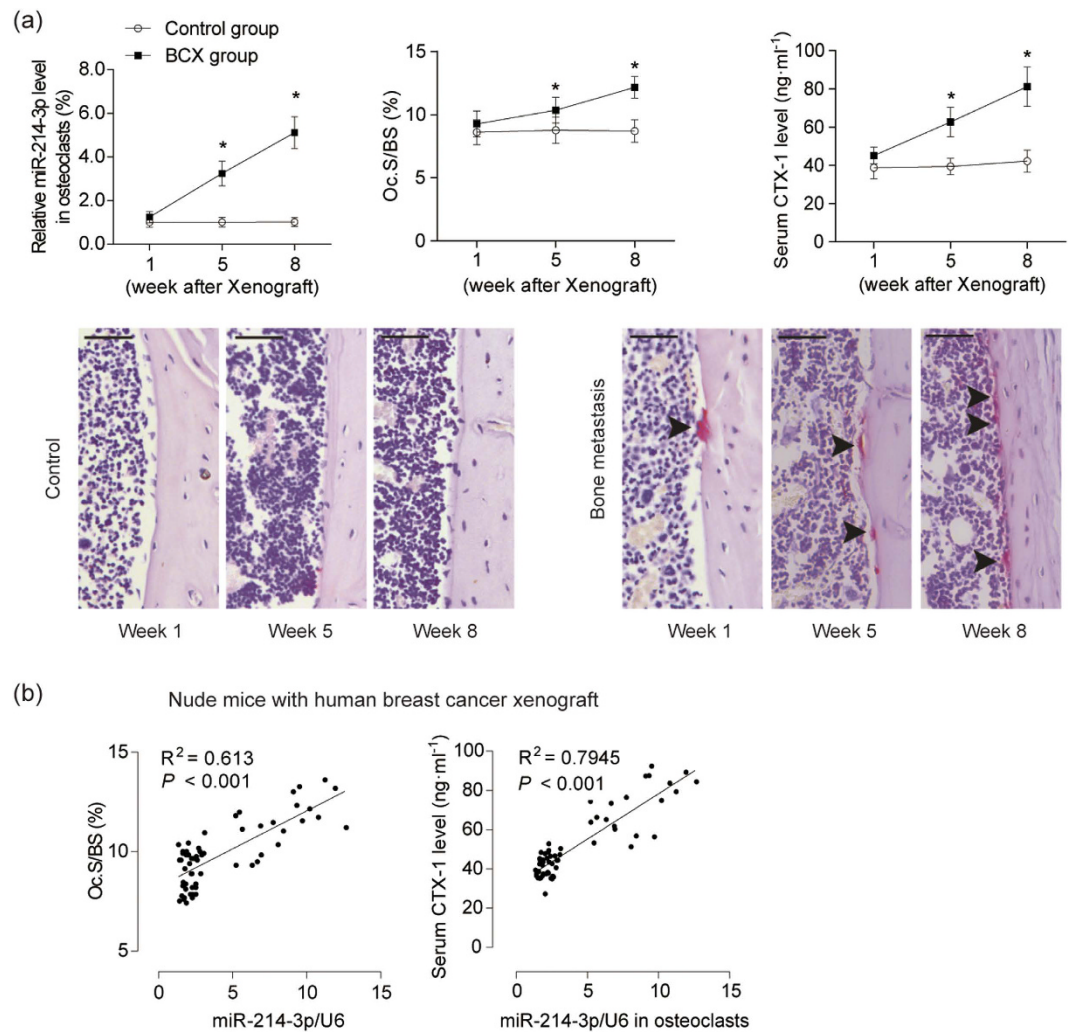 (a)
Control group
BCX group
Relative miR-214-3p level
in osteoclasts (%)
8.0
6.0
4.0
2.0
0.0
*
*
1 5 8
(week after Xenograft)
Oc.S/BS (%)
15
10
5
0
*
*
1 5 8
(week after Xenograft)
Serum CTX-1 level (ng·ml⁻¹)
100
80
60
40
20
0
*
*
1 5 8
(week after Xenograft)
Control
Week 1 Week 5 Week 8
Bone metastasis
Week 1 Week 5 Week 8
(b)
Nude mice with human breast cancer xenograft
R² = 0.613
P < 0.001
Oc.S/BS (%)
15
10
5
0 5 10 15
miR-214-3p/U6
R² = 0.7945
P < 0.001
Serum CTX-1 level (ng·ml⁻¹)
100
80
60
40
20
0
0 5 10 15
miR-214-3p/U6 in osteoclasts